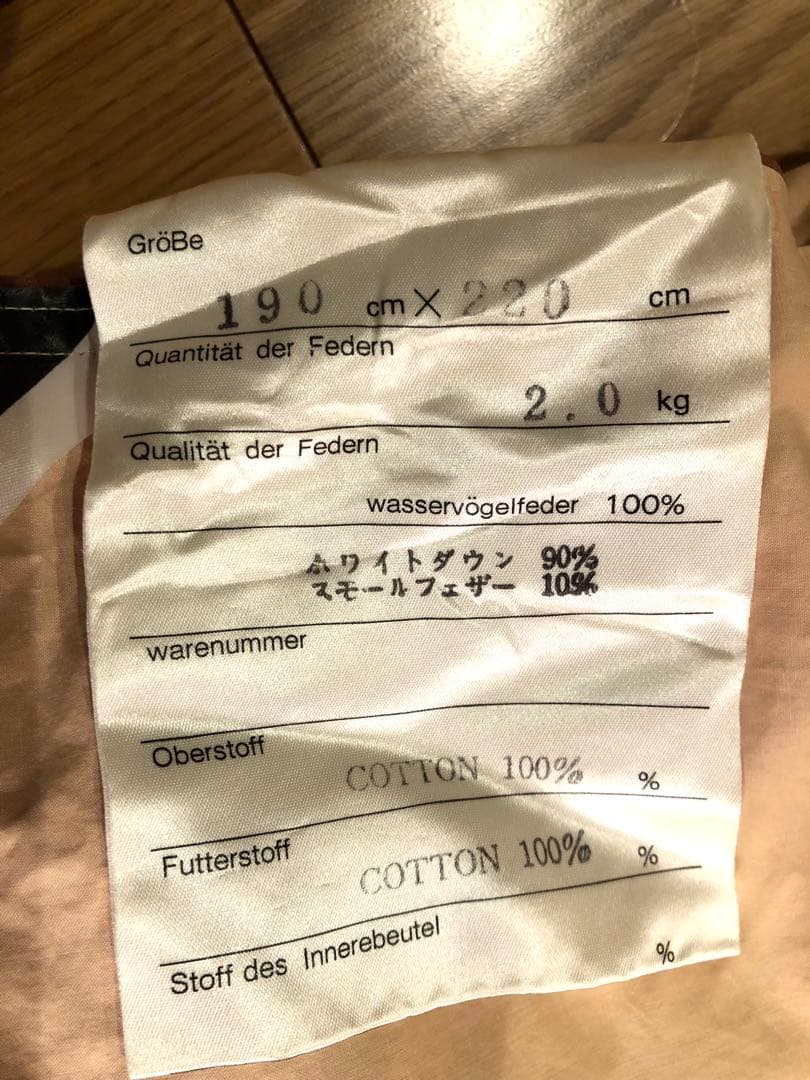 GröBe
190 cm × 220 cm
Quantität der Federn
2.0 kg
Qualität der Federn
wasservögelfeder 100%
ホワイトダウン 90%
スモールフェザー 10%
warenummer
Oberstoff
COTTON 100% %
Futterstoff
COTTON 100% %
Stoff des Innerebeutel
%